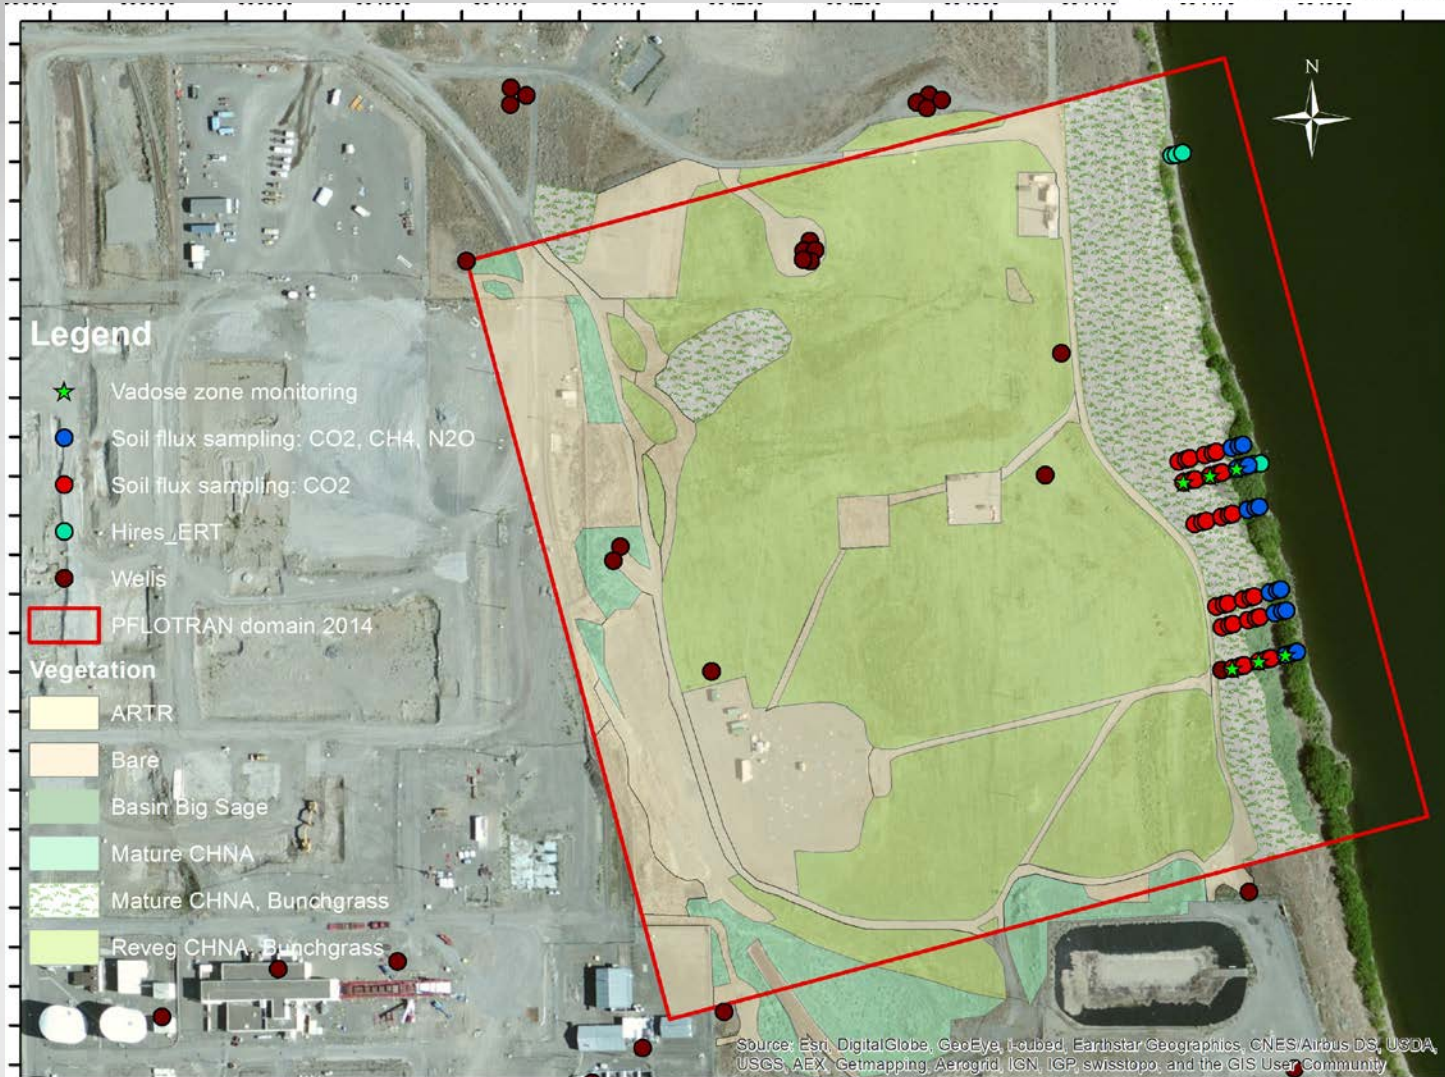 N
Legend
Vadose zone monitoring
Soil flux sampling: CO2, CH4, N2O
Soil flux sampling: CO2
Hires_ERT
Wells
PFLOTRAN domain 2014
Vegetation
ARTR
Bare
Basin Big Sage
Mature CHNA
Mature CHNA, Bunchgrass
Reveg CHNA, Bunchgrass
Source: Esri, DigitalGlobe, GeoEye, i-cubed, Earthstar Geographics, CNES/Airbus DS, USDA,
USGS, AEX, Getmapping, Aerogrid, IGN, IGP, swisstopo, and the GIS User Community